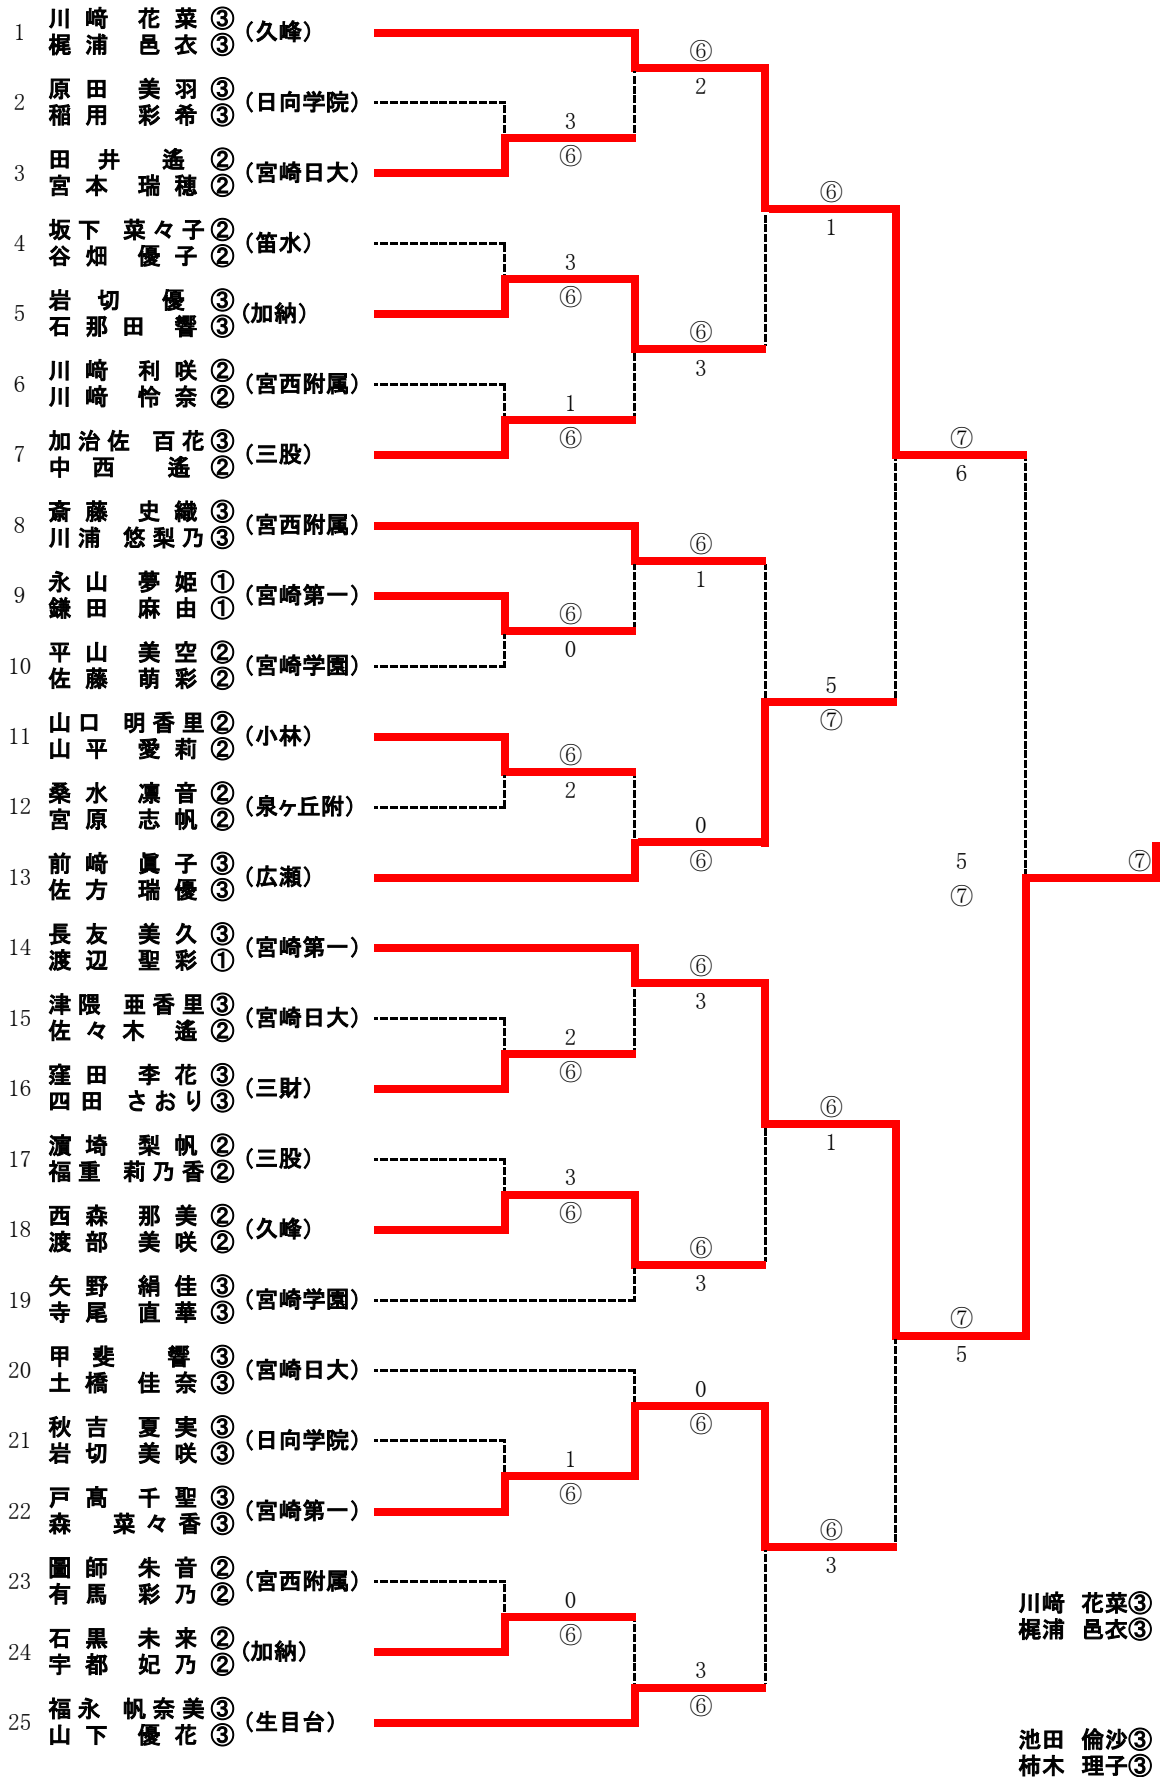 1 川﨑 花菜③ (久峰)
梶浦 邑衣③
⑥
2
2 原田 美羽③ (日向学院)
稲用 彩希③
3
⑥
3 田井 遙② (宮崎日大)
宮本 瑞穂②
⑥
1
4 坂下 菜々子② (笛水)
谷畑 優子②
3
⑥
5 岩切 優③ (加納)
石那田 響③
⑥
3
6 川﨑 利咲② (宮西附属)
川﨑 怜奈②
1
⑥
7 加治佐 百花③ (三股)
中西 遙②
⑦
6
8 斎藤 史織③ (宮西附属)
川浦 悠梨乃③
⑥
1
9 永山 夢姫① (宮崎第一)
鎌田 麻由①
⑥
0
10 平山 美空② (宮崎学園)
佐藤 萌彩②
5
⑦
11 山口 明香里② (小林)
山平 愛莉②
⑥
2
12 桑水 凛音② (泉ヶ丘附)
宮原 志帆②
0
⑥
13 前﨑 眞子③ (広瀬)
佐方 瑞優③
5 ⑦
⑦
14 長友 美久③ (宮崎第一)
渡辺 聖彩①
⑥
3
15 津隈 亜香里③ (宮崎日大)
佐々木 遙②
2
⑥
16 窪田 李花③ (三財)
四田 さおり③
⑥
1
17 濵埼 梨帆② (三股)
福重 莉乃香②
3
⑥
18 西森 那美② (久峰)
渡部 美咲②
⑥
3
19 矢野 絹佳③ (宮崎学園)
寺尾 直華③
⑦
5
20 甲斐 響③ (宮崎日大)
土橋 佳奈③
0
⑥
21 秋吉 夏実③ (日向学院)
岩切 美咲③
1
⑥
22 戸髙 千聖③ (宮崎第一)
森 菜々香③
⑥
3
23 圖師 朱音② (宮西附属)
有馬 彩乃②
0
⑥
24 石黒 未来② (加納)
宇都 妃乃②
3
⑥
25 福永 帆奈美③ (生目台)
山下 優花③
川﨑 花菜③
梶浦 邑衣③
池田 倫沙③
柿木 理子③